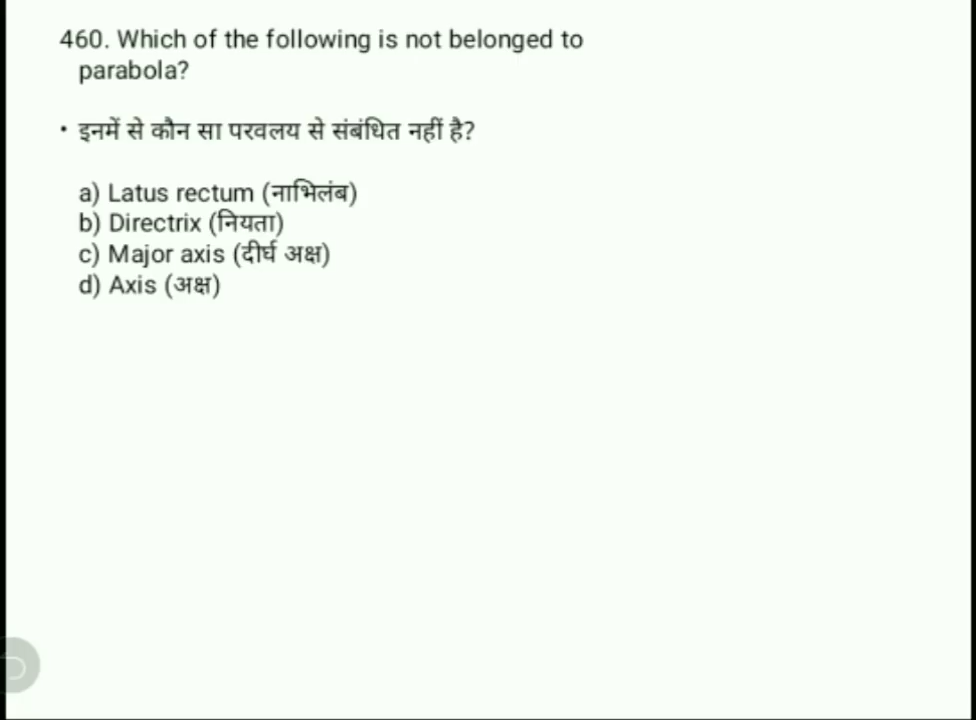 460. Which of the following is not belonged to
parabola?
• इनमें से कौन सा परवलय से संबंधित नहीं है?
a) Latus rectum (नाभिलंब)
b) Directrix (नियता)
c) Major axis (दीर्घ अक्ष)
d) Axis (अक्ष)